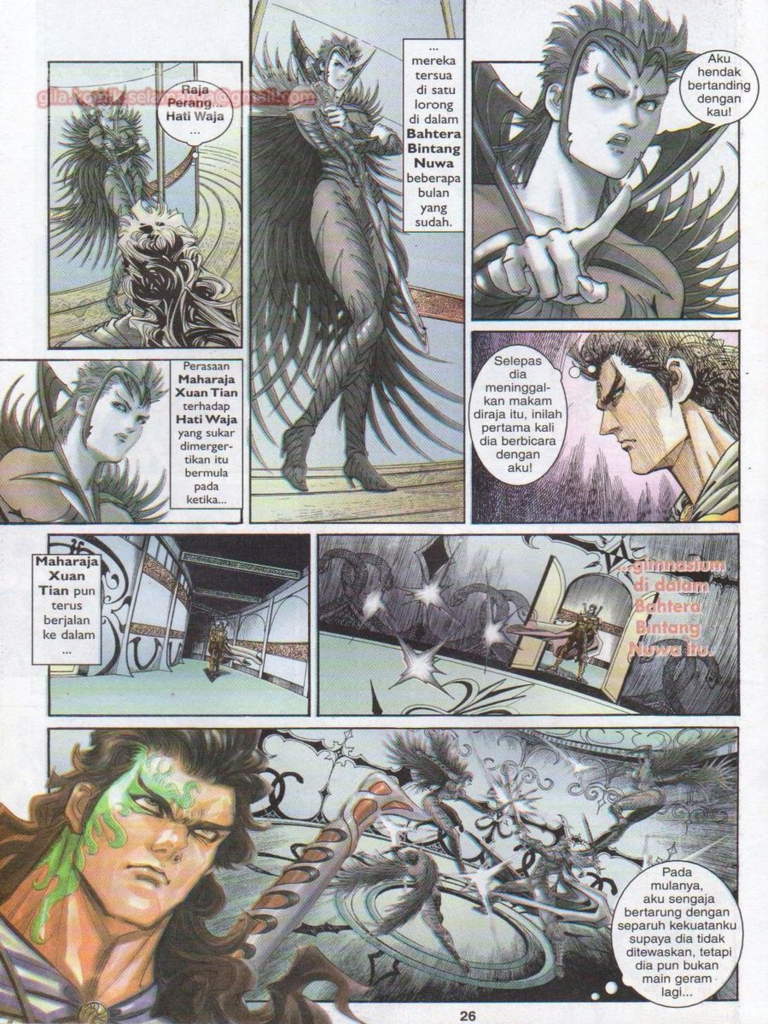 Raja
Perang...
Hati Waja
...
...
mereka
tersua
di satu
lorong
di dalam
Bahtera
Bintang
Nuwa
beberapa
bulan
yang
sudah.
Aku
hendak
bertanding
dengan
kau!
Perasaan
Maharaja
Xuan Tian
terhadap
Hati Waja
yang sukar
dimerger-
tikan itu
bermula
pada
ketika...
Selepas
dia
meninggal-
kan makam
diraja itu, inilah
pertama kali
dia berbicara
dengan
aku!
Maharaja
Xuan
Tian pun
terus
berjalan
ke dalam
...
...gimnasium
di dalam
Bahtera
Bintang
Nuwa itu.
Pada
mulanya,
aku sengaja
bertarung dengan
separuh kekuatanku
supaya dia tidak
ditewaskan, tetapi
dia pun bukan
main geram
lagi...
26